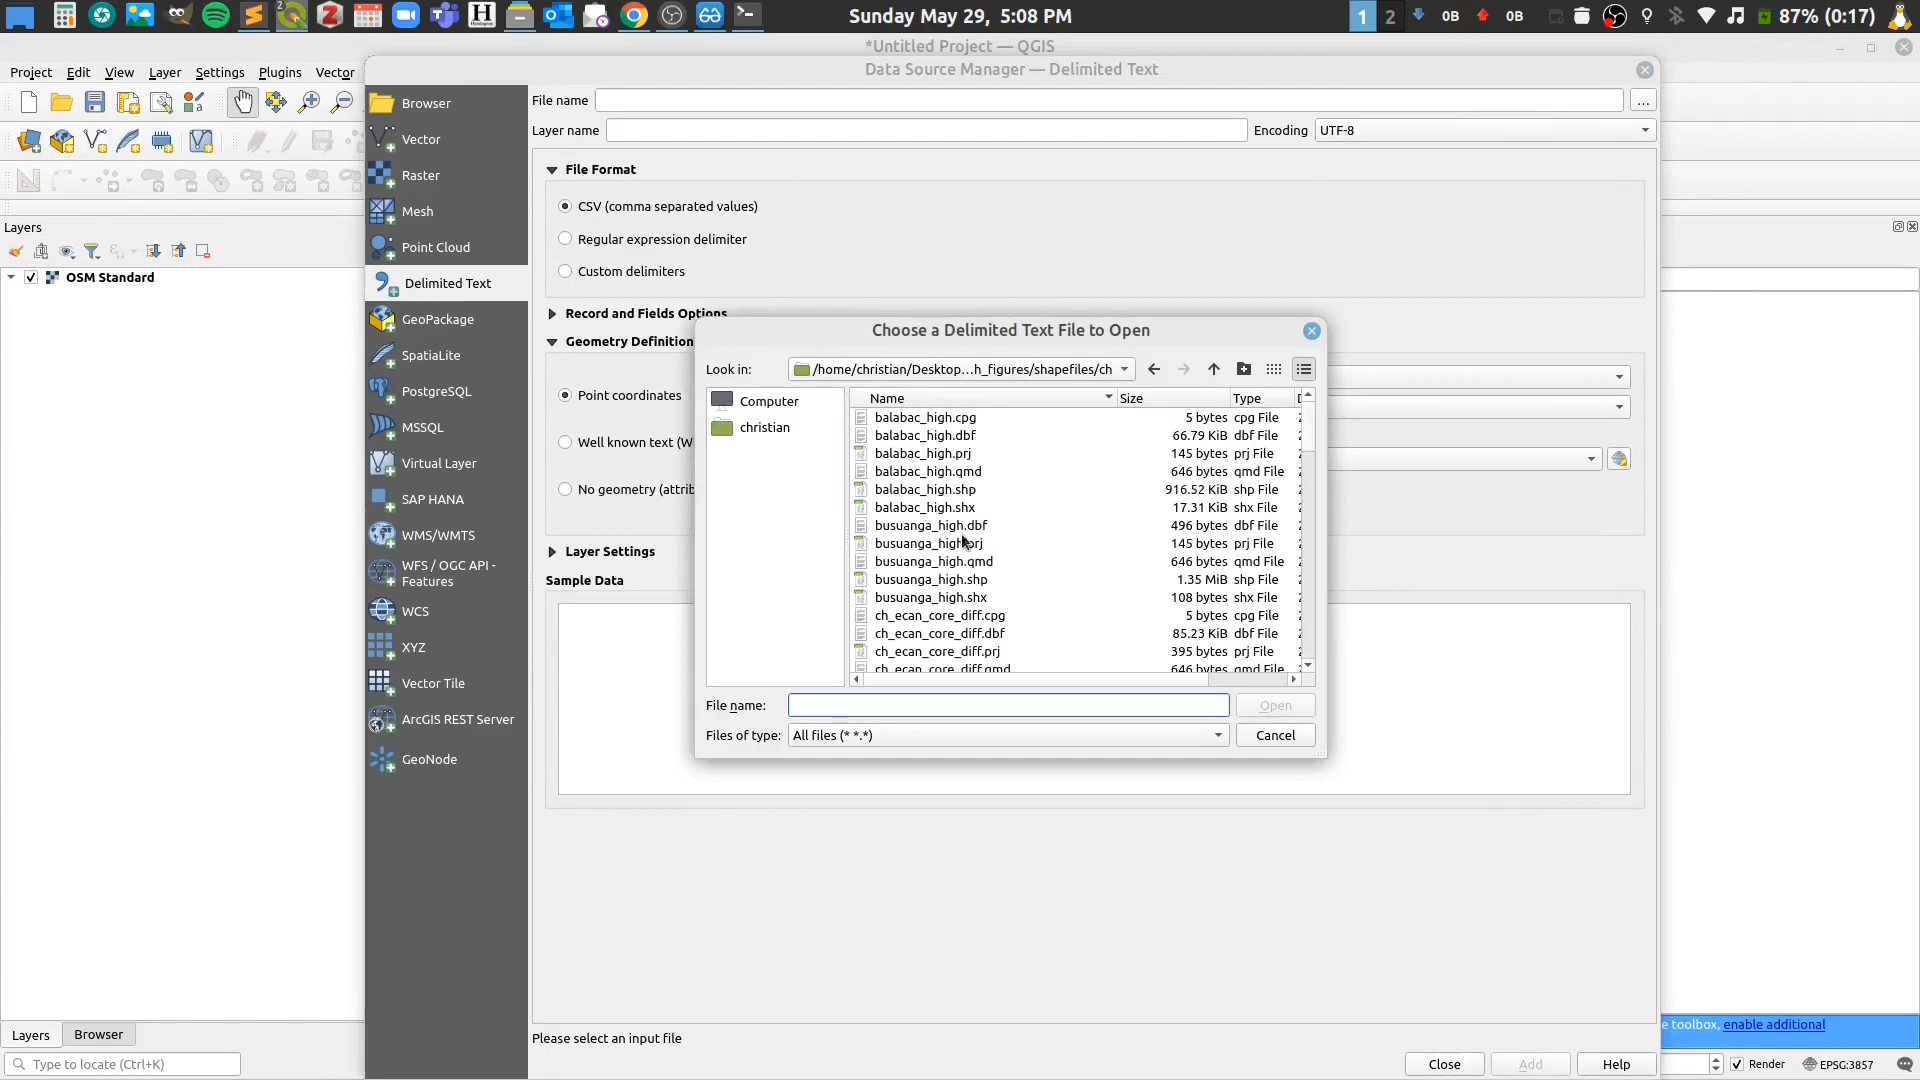 Sunday May 29, 5:08 PM
1 2 0B 0B 87% (0:17)
*Untitled Project — QGIS
Project Edit View Layer Settings Plugins Vector
Data Source Manager — Delimited Text
Browser
Vector
Raster
Mesh
Point Cloud
Delimited Text
GeoPackage
SpatiaLite
PostgreSQL
MSSQL
Virtual Layer
SAP HANA
WMS/WMTS
WFS / OGC API -
Features
WCS
XYZ
Vector Tile
ArcGIS REST Server
GeoNode
File name ...
Layer name Encoding UTF-8
File Format
CSV (comma separated values)
Regular expression delimiter
Custom delimiters
Record and Fields Options
Geometry Definition
Point coordinates
Well known text (W
No geometry (attrib
Layer Settings
Sample Data
Layers
OSM Standard
Choose a Delimited Text File to Open
Look in: /home/christian/Desktop...h_figures/shapefiles/ch
Computer
christian
Name Size Type
balabac_high.cpg 5 bytes cpg File
balabac_high.dbf 66.79 KiB dbf File
balabac_high.prj 145 bytes prj File
balabac_high.qmd 646 bytes qmd File
balabac_high.shp 916.52 KiB shp File
balabac_high.shx 17.31 KiB shx File
busuanga_high.dbf 496 bytes dbf File
busuanga_high.prj 145 bytes prj File
busuanga_high.qmd 646 bytes qmd File
busuanga_high.shp 1.35 MiB shp File
busuanga_high.shx 108 bytes shx File
ch_ecan_core_diff.cpg 5 bytes cpg File
ch_ecan_core_diff.dbf 85.23 KiB dbf File
ch_ecan_core_diff.prj 395 bytes prj File
ch_ecan_core_diff.qmd 646 bytes qmd File
File name: Open
Files of type: All files (* *.*) Cancel
Please select an input file
Close Add Help
Layers Browser
Type to locate (Ctrl+K)
e toolbox, enable additional
Render EPSG:3857